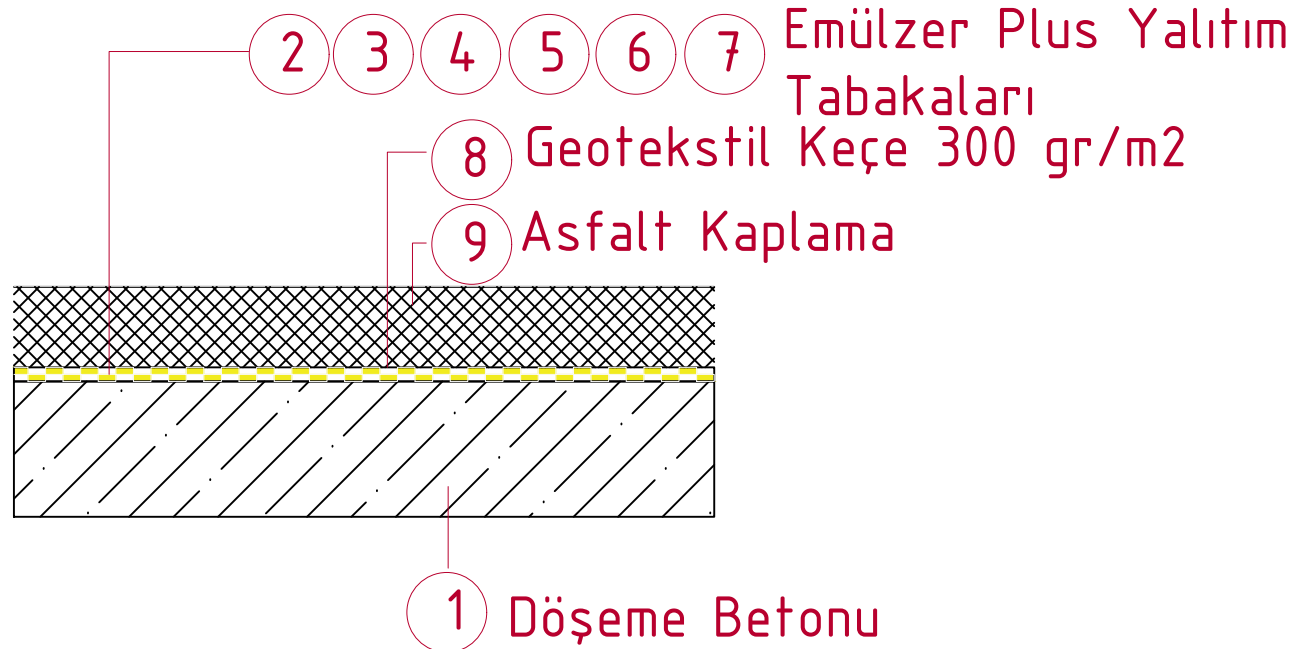 2 3 4 5 6 7 Emülzer Plus Yalıtım
Tabakaları
8 Geotekstil Keçe 300 gr/m2
9 Asfalt Kaplama
1 Döşeme Betonu